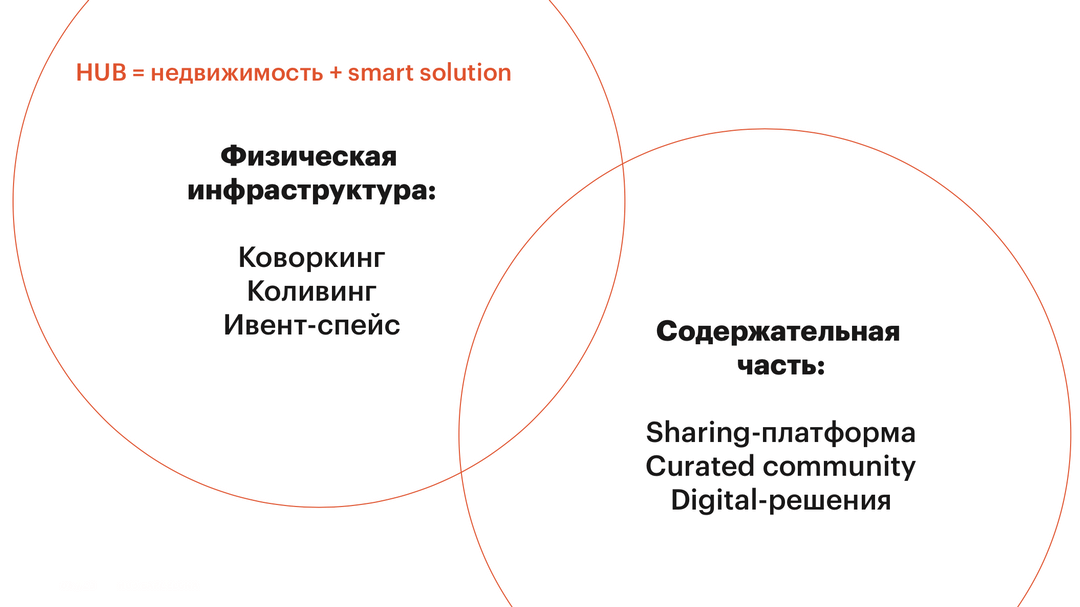 HUB = недвижимость + smart solution
Физическая
инфраструктура:
Коворкинг
Коливинг
Ивент-спейс
Содержательная
часть:
Sharing-платформа
Curated community
Digital-решения